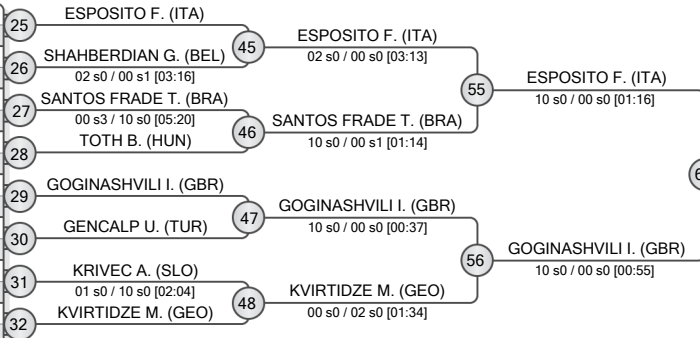 25
ESPOSITO F. (ITA)
26
SHAHBERDIAN G. (BEL)
02 s0 / 00 s1 [03:16]
27
SANTOS FRADE T. (BRA)
00 s3 / 10 s0 [05:20]
28
TOTH B. (HUN)
29
GOGINASHVILI I. (GBR)
30
GENCALP U. (TUR)
31
KRIVEC A. (SLO)
01 s0 / 10 s0 [02:04]
32
KVIRTIDZE M. (GEO)
45
ESPOSITO F. (ITA)
02 s0 / 00 s0 [03:13]
46
SANTOS FRADE T. (BRA)
10 s0 / 00 s1 [01:14]
47
GOGINASHVILI I. (GBR)
10 s0 / 00 s0 [00:37]
48
KVIRTIDZE M. (GEO)
00 s0 / 02 s0 [01:34]
55
ESPOSITO F. (ITA)
10 s0 / 00 s0 [01:16]
56
GOGINASHVILI I. (GBR)
10 s0 / 00 s0 [00:55]